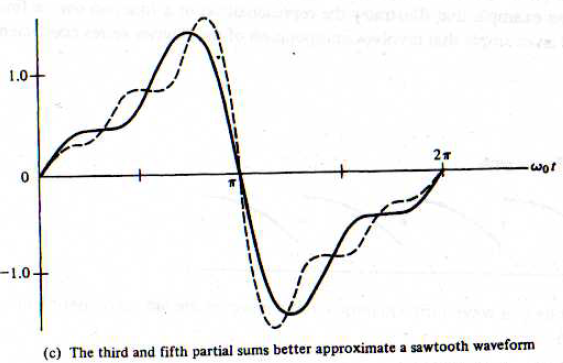 1.0
2π
0
π
ω₀t
−1.0
(c) The third and fifth partial sums better approximate a sawtooth waveform